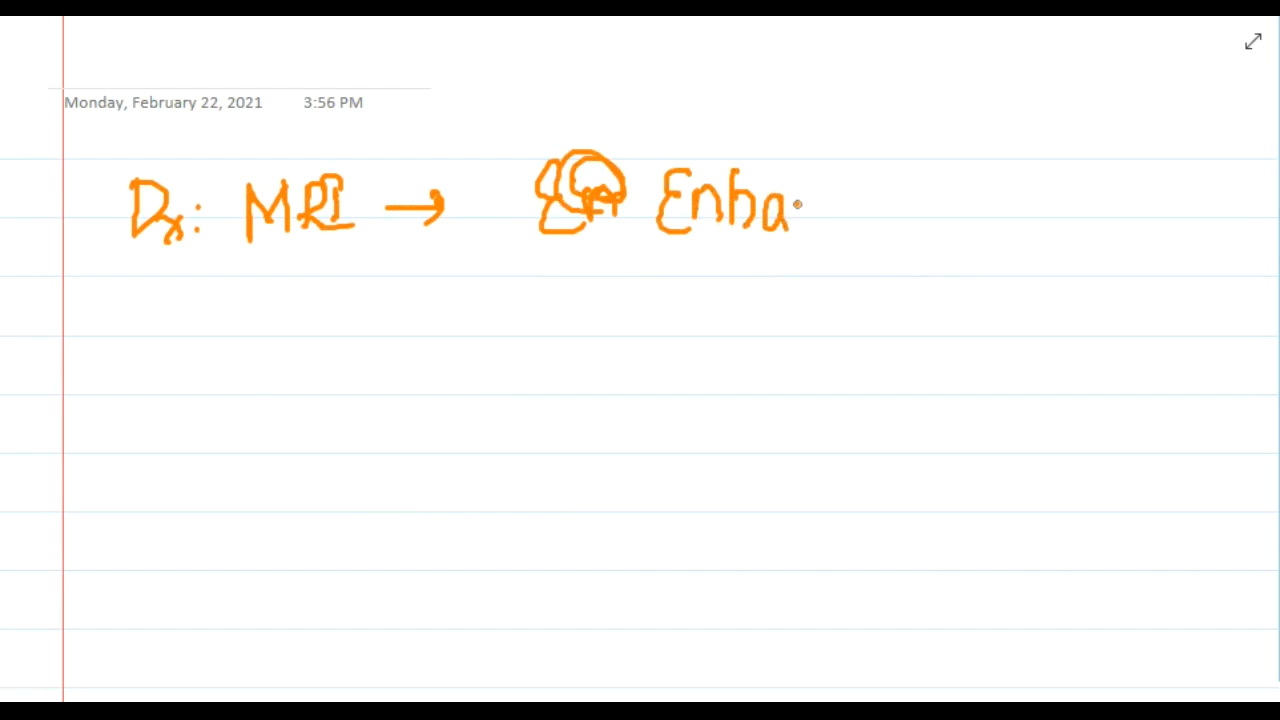 Monday, February 22, 2021 3:56 PM
Dx: MRI → Enha